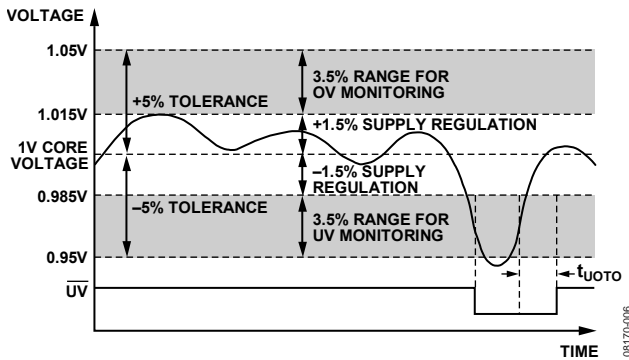 VOLTAGE
1.05V
3.5% RANGE FOR
OV MONITORING
+5% TOLERANCE
1.015V
+1.5% SUPPLY REGULATION
1V CORE
VOLTAGE
–1.5% SUPPLY
REGULATION
0.985V
–5% TOLERANCE
3.5% RANGE FOR
UV MONITORING
0.95V
tUOTO
UV
TIME
08170-006